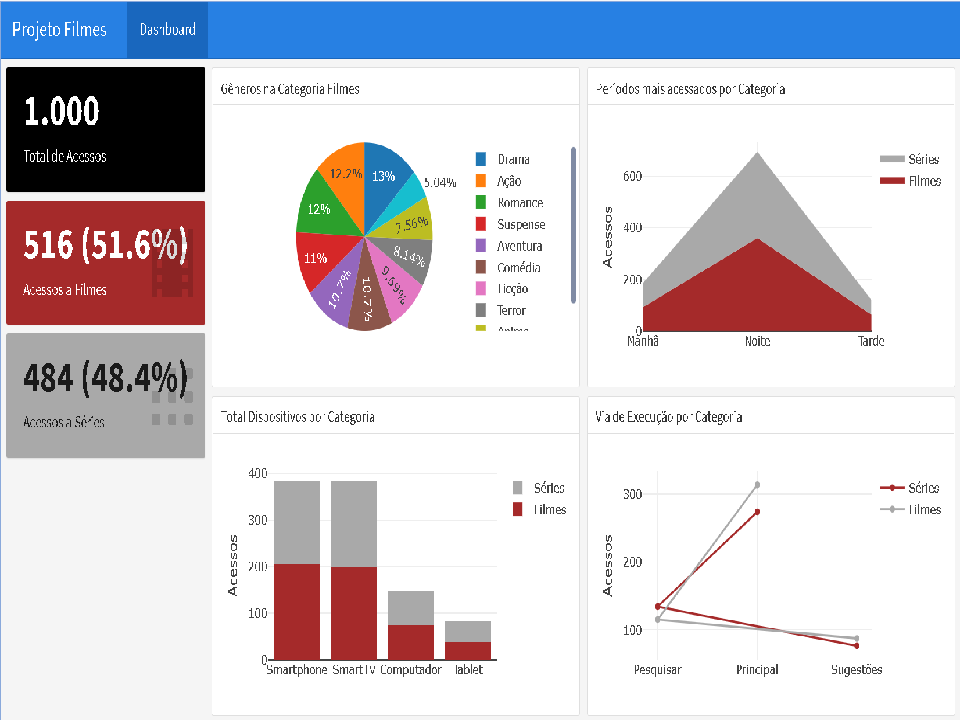 Projeto Filmes
Dashboard
1.000
Total de Acessos
516 (51.6%)
Acessos a Filmes
484 (48.4%)
Acessos a Séries
Gêneros na Categoria Filmes
13%
5.04%
7.56%
8.14%
9.69%
10.7%
10.7%
11%
12%
12.2%
Drama
Ação
Romance
Suspense
Aventura
Comédia
Ficção
Terror
Períodos mais acessados por Categoria
Acessos
600
400
200
0
Manhã
Noite
Tarde
Séries
Filmes
Total Dispositivos por Categoria
Acessos
400
300
200
100
0
Smartphone
SmartTV
Computador
Tablet
Séries
Filmes
Via de Execução por Categoria
Acessos
300
200
100
Pesquisar
Principal
Sugestões
Séries
Filmes